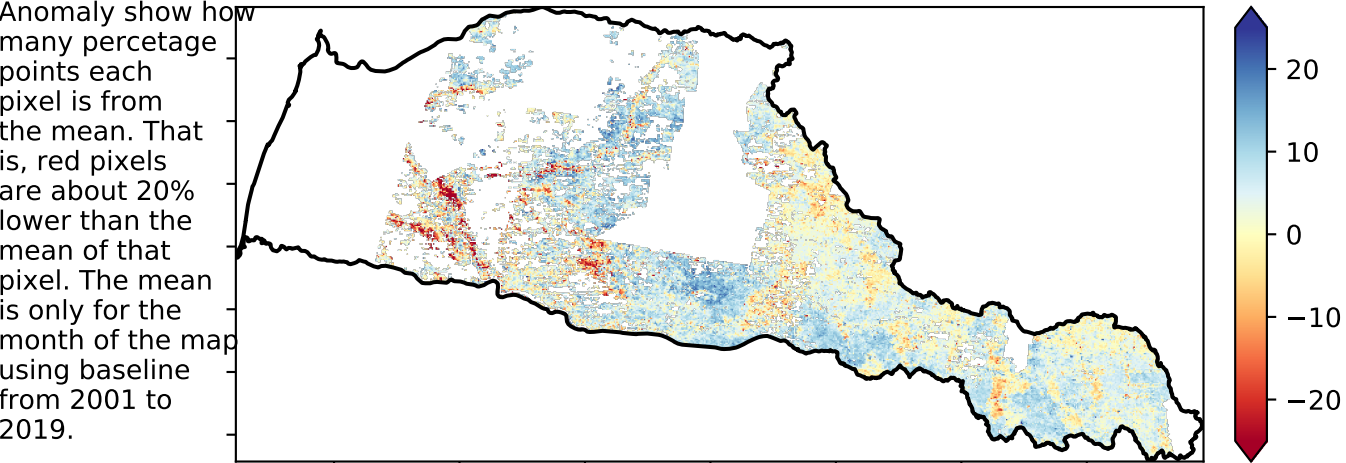 Anomaly show how
many percetage
points each
pixel is from
the mean. That
is, red pixels
are about 20%
lower than the
mean of that
pixel. The mean
is only for the
month of the map
using baseline
from 2001 to
2019.
20
10
0
−10
−20